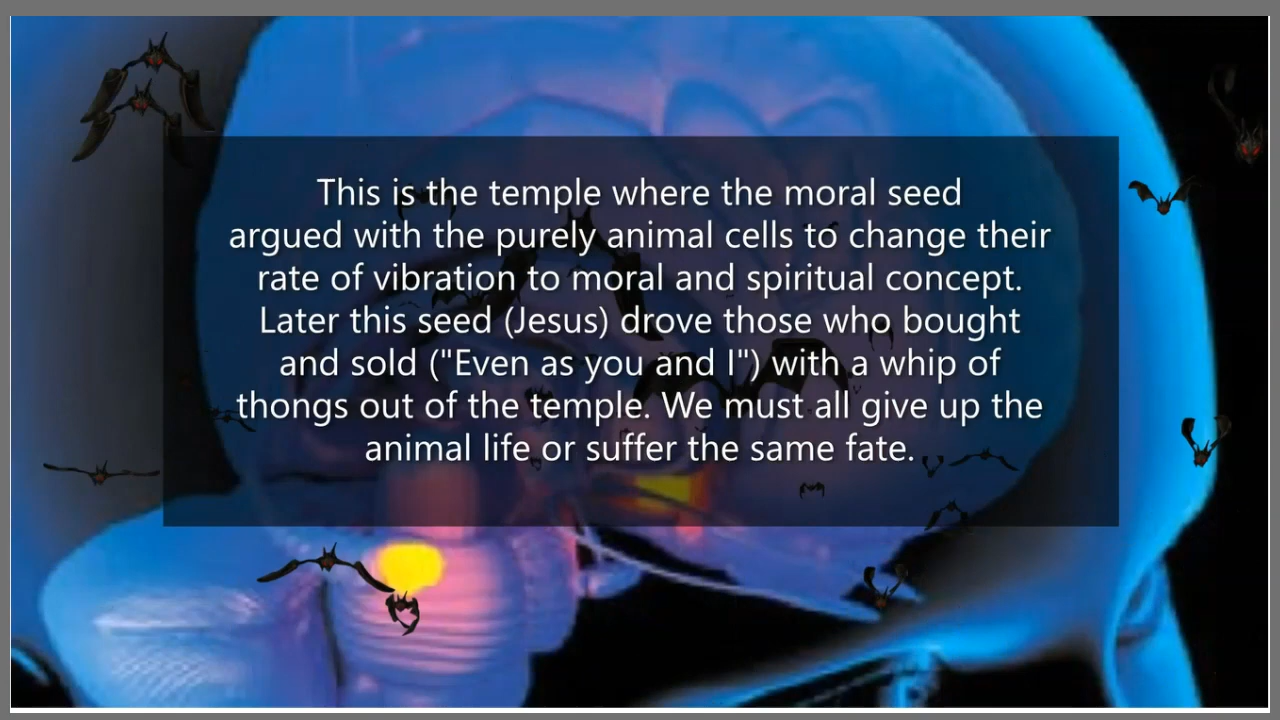 This is the temple where the moral seed
argued with the purely animal cells to change their
rate of vibration to moral and spiritual concept.
Later this seed (Jesus) drove those who bought
and sold ("Even as you and I") with a whip of
thongs out of the temple. We must all give up the
animal life or suffer the same fate.